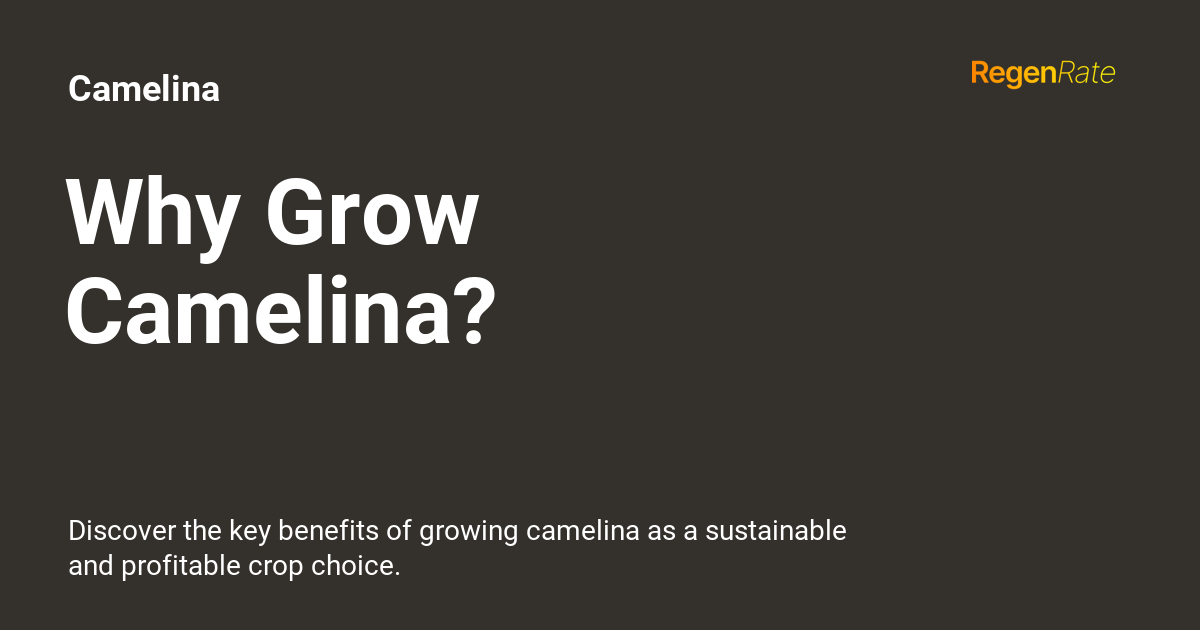 Camelina
RegenRate
Why Grow
Camelina?
Discover the key benefits of growing camelina as a sustainable
and profitable crop choice.